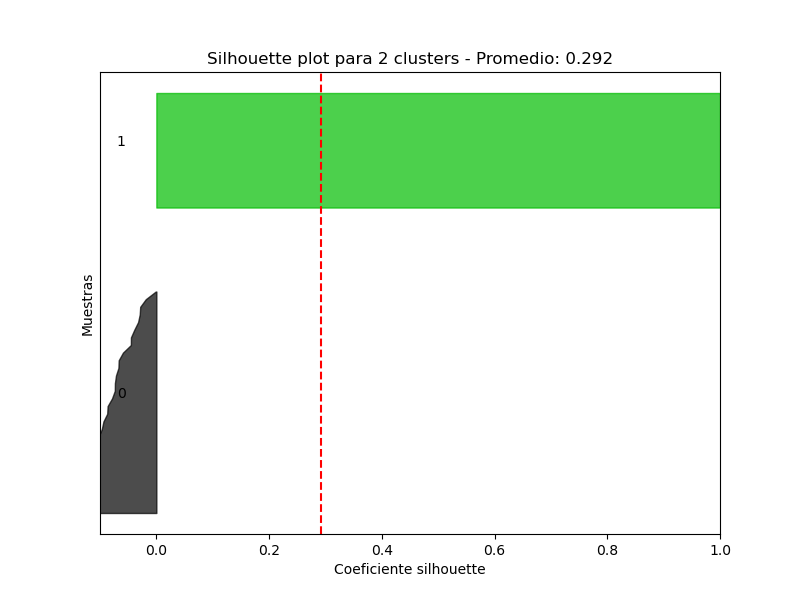 Silhouette plot para 2 clusters - Promedio: 0.292
1
0
Muestras
0.0 0.2 0.4 0.6 0.8 1.0
Coeficiente silhouette